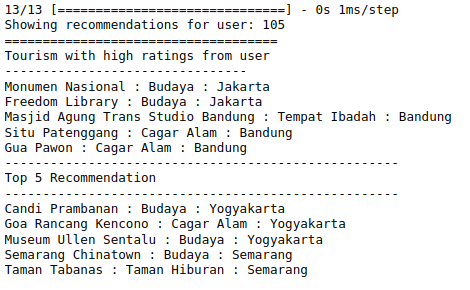 13/13 [==============================] - 0s 1ms/step
Showing recommendations for user: 105
====================================
Tourism with high ratings from user
--------------------------------
Monumen Nasional : Budaya : Jakarta
Freedom Library : Budaya : Jakarta
Masjid Agung Trans Studio Bandung : Tempat Ibadah : Bandung
Situ Patenggang : Cagar Alam : Bandung
Gua Pawon : Cagar Alam : Bandung
----------------------------------------------------
Top 5 Recommendation
----------------------------------------------------
Candi Prambanan : Budaya : Yogyakarta
Goa Rancang Kencono : Cagar Alam : Yogyakarta
Museum Ullen Sentalu : Budaya : Yogyakarta
Semarang Chinatown : Budaya : Semarang
Taman Tabanas : Taman Hiburan : Semarang